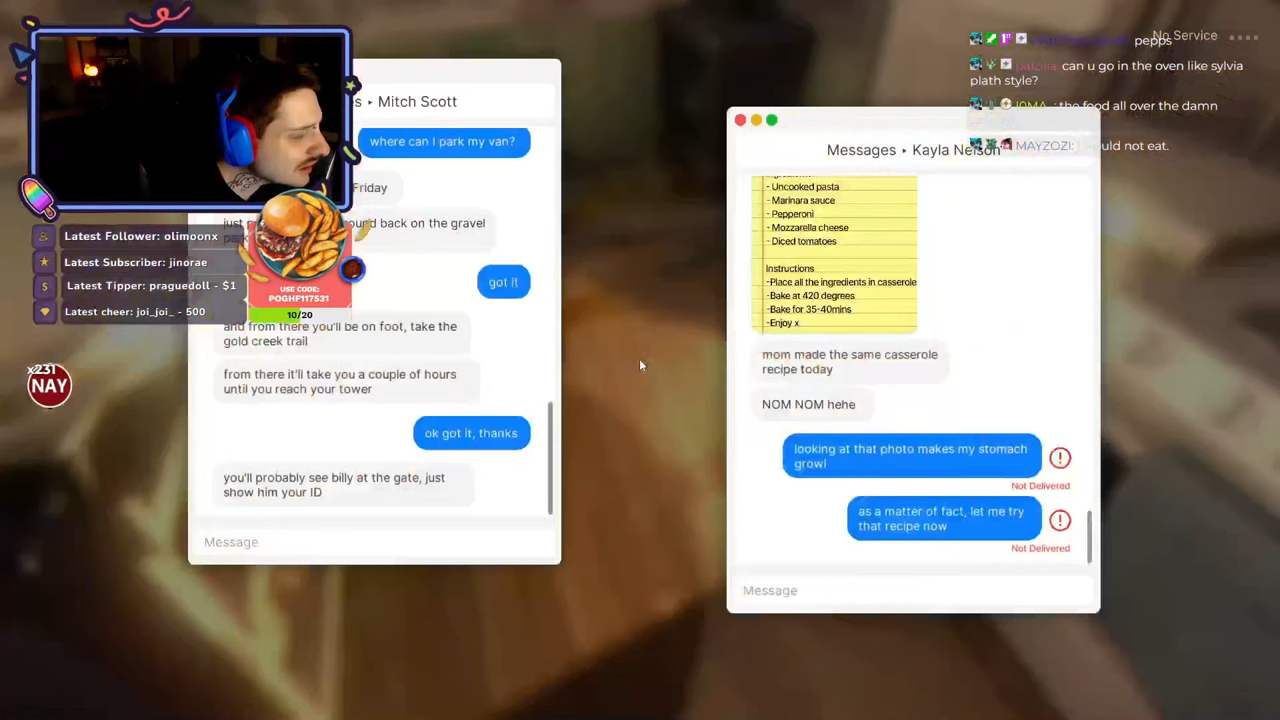 No Service
pepps
can u go in the oven like sylvia
plath style?
: the food all over the damn
MAYZOZI: would not eat.
Latest Follower: olimoonx
Latest Subscriber: jinorae
Latest Tipper: praguedoll - $1
Latest cheer: joi_joi_ - 500
USE CODE:
POGHF117531
10/20
x231
NAY
Mitch Scott
where can I park my van?
Friday
just
round back on the gravel
got it
and from there you'll be on foot, take the
gold creek trail
from there it'll take you a couple of hours
until you reach your tower
ok got it, thanks
you'll probably see billy at the gate, just
show him your ID
Message
Messages ▸ Kayla Nelson
- Uncooked pasta
- Marinara sauce
- Pepperoni
- Mozzarella cheese
- Diced tomatoes
Instructions
-Place all the ingredients in casserole
-Bake at 420 degrees
-Bake for 35-40mins
-Enjoy x
mom made the same casserole
recipe today
NOM NOM hehe
looking at that photo makes my stomach
growl
Not Delivered
as a matter of fact, let me try
that recipe now
Not Delivered
Message